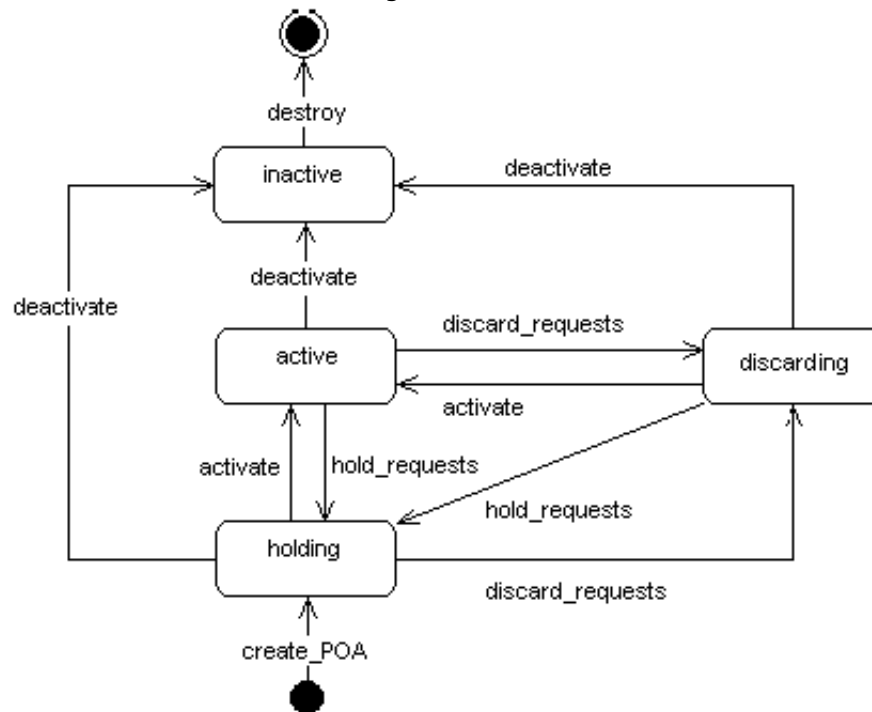 destroy
inactive
deactivate
deactivate
deactivate
discard_requests
active
discarding
activate
activate
hold_requests
hold_requests
holding
discard_requests
create_POA